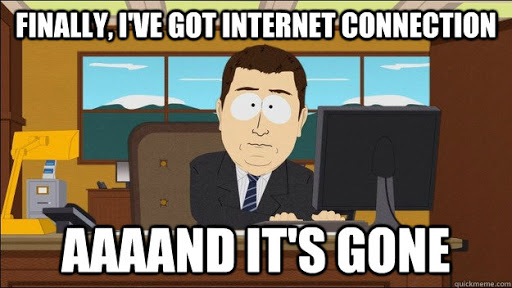 FINALLY, I'VE GOT INTERNET CONNECTION
AAAAND IT'S GONE
quickmeme.com